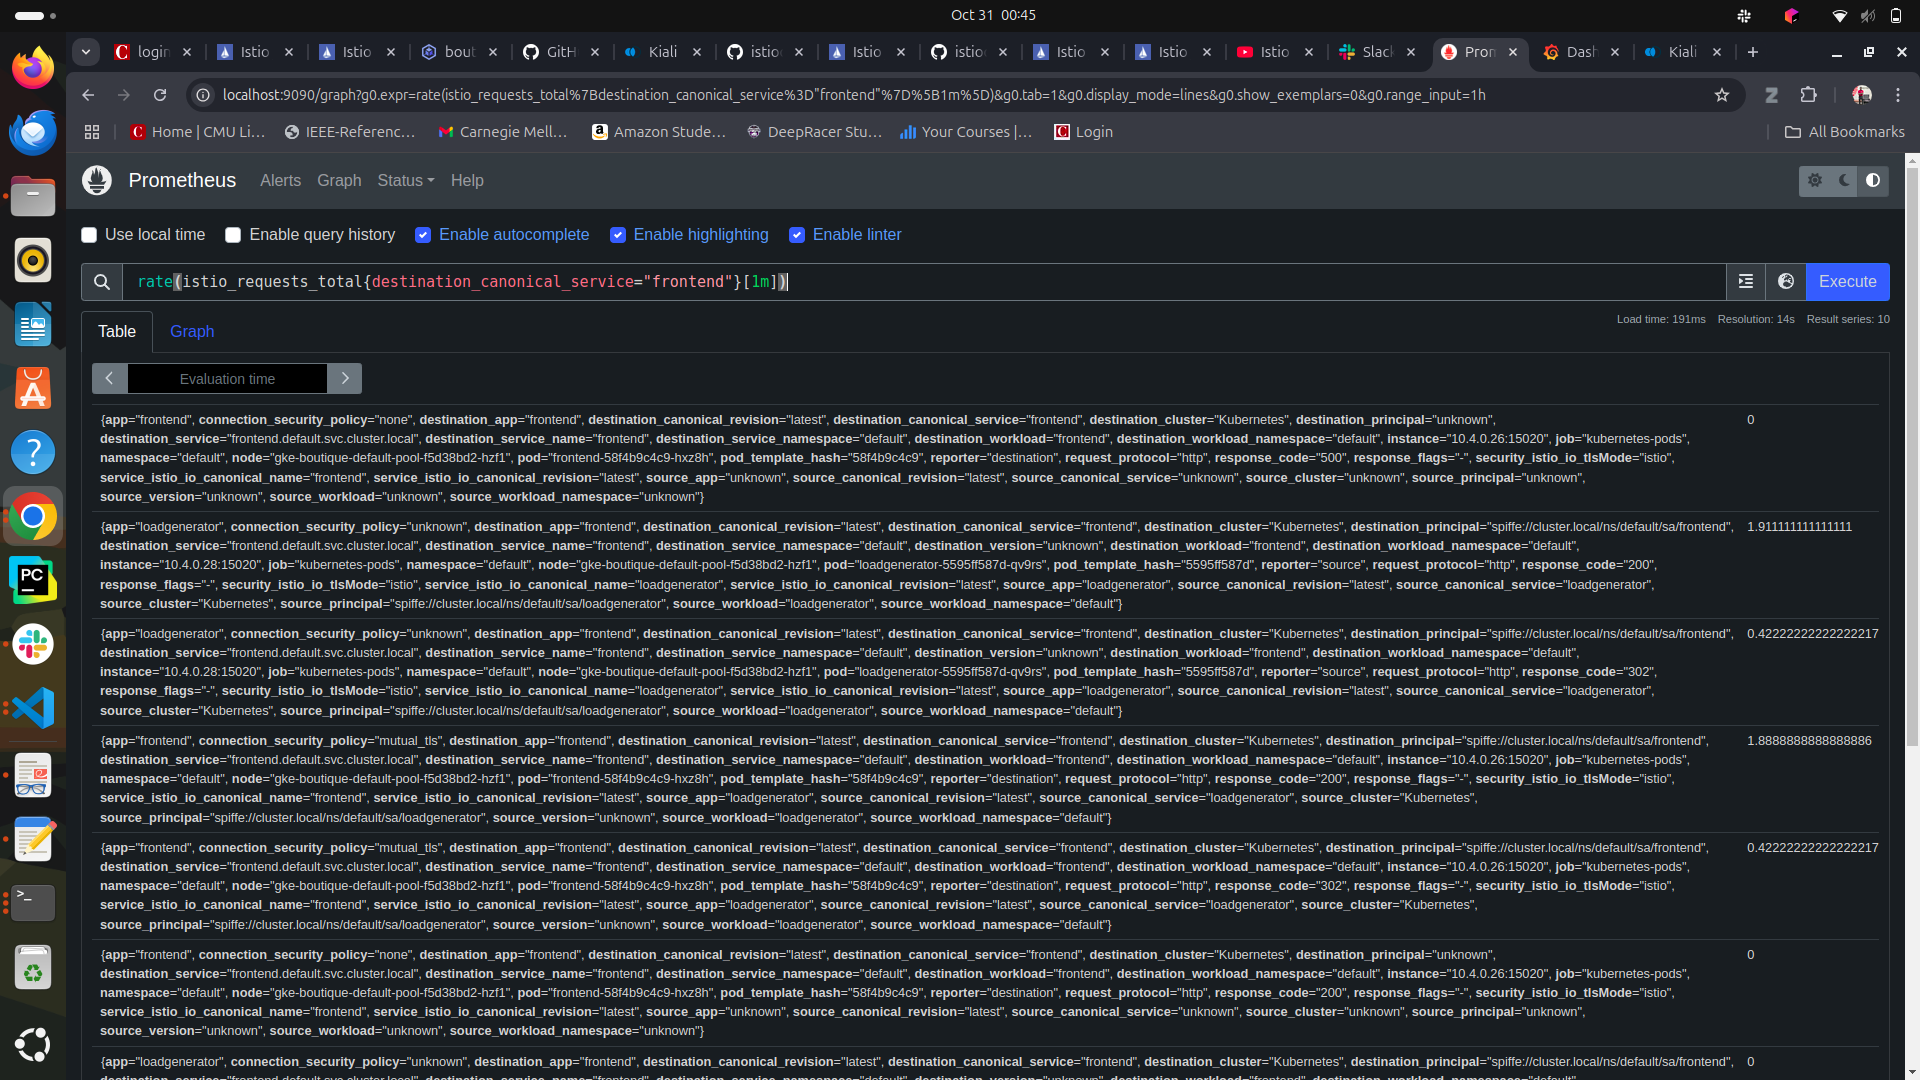 Oct 31 00:45
login
Istio
Istio
bout
GitH
Kiali
istio
Istio
istio
Istio
Istio
Istio
Slack
Prom
Dash
Kiali
localhost:9090/graph?g0.expr=rate(istio_requests_total%7Bdestination_canonical_service%3D"frontend"%7D%5B1m%5D)&g0.tab=1&g0.display_mode=lines&g0.show_exemplars=0&g0.range_input=1h
Home | CMU Li...
IEEE-Referenc...
Carnegie Mell...
Amazon Stude...
DeepRacer Stu...
Your Courses |...
Login
All Bookmarks
Prometheus Alerts Graph Status Help
Use local time Enable query history Enable autocomplete Enable highlighting Enable linter
rate(istio_requests_total{destination_canonical_service="frontend"}[1m])
Execute
Table Graph
Load time: 191ms Resolution: 14s Result series: 10
Evaluation time
{app="frontend", connection_security_policy="none", destination_app="frontend", destination_canonical_revision="latest", destination_canonical_service="frontend", destination_cluster="Kubernetes", destination_principal="unknown", 0
destination_service="frontend.default.svc.cluster.local", destination_service_name="frontend", destination_service_namespace="default", destination_workload="frontend", destination_workload_namespace="default", instance="10.4.0.26:15020", job="kubernetes-pods",
namespace="default", node="gke-boutique-default-pool-f5d38bd2-hzf1", pod="frontend-58f4b9c4c9-hxz8h", pod_template_hash="58f4b9c4c9", reporter="destination", request_protocol="http", response_code="500", response_flags="-", security_istio_io_tlsMode="istio",
service_istio_io_canonical_name="frontend", service_istio_io_canonical_revision="latest", source_app="unknown", source_canonical_revision="latest", source_canonical_service="unknown", source_cluster="unknown", source_principal="unknown",
source_version="unknown", source_workload="unknown", source_workload_namespace="unknown"}
{app="loadgenerator", connection_security_policy="unknown", destination_app="frontend", destination_canonical_revision="latest", destination_canonical_service="frontend", destination_cluster="Kubernetes", destination_principal="spiffe://cluster.local/ns/default/sa/frontend", 1.911111111111111
destination_service="frontend.default.svc.cluster.local", destination_service_name="frontend", destination_service_namespace="default", destination_version="unknown", destination_workload="frontend", destination_workload_namespace="default",
instance="10.4.0.28:15020", job="kubernetes-pods", namespace="default", node="gke-boutique-default-pool-f5d38bd2-hzf1", pod="loadgenerator-5595ff587d-qv9rs", pod_template_hash="5595ff587d", reporter="source", request_protocol="http", response_code="200",
response_flags="-", security_istio_io_tlsMode="istio", service_istio_io_canonical_name="loadgenerator", service_istio_io_canonical_revision="latest", source_app="loadgenerator", source_canonical_revision="latest", source_canonical_service="loadgenerator",
source_cluster="Kubernetes", source_principal="spiffe://cluster.local/ns/default/sa/loadgenerator", source_workload="loadgenerator", source_workload_namespace="default"}
{app="loadgenerator", connection_security_policy="unknown", destination_app="frontend", destination_canonical_revision="latest", destination_canonical_service="frontend", destination_cluster="Kubernetes", destination_principal="spiffe://cluster.local/ns/default/sa/frontend", 0.42222222222222217
destination_service="frontend.default.svc.cluster.local", destination_service_name="frontend", destination_service_namespace="default", destination_version="unknown", destination_workload="frontend", destination_workload_namespace="default",
instance="10.4.0.28:15020", job="kubernetes-pods", namespace="default", node="gke-boutique-default-pool-f5d38bd2-hzf1", pod="loadgenerator-5595ff587d-qv9rs", pod_template_hash="5595ff587d", reporter="source", request_protocol="http", response_code="302",
response_flags="-", security_istio_io_tlsMode="istio", service_istio_io_canonical_name="loadgenerator", service_istio_io_canonical_revision="latest", source_app="loadgenerator", source_canonical_revision="latest", source_canonical_service="loadgenerator",
source_cluster="Kubernetes", source_principal="spiffe://cluster.local/ns/default/sa/loadgenerator", source_workload="loadgenerator", source_workload_namespace="default"}
{app="frontend", connection_security_policy="mutual_tls", destination_app="frontend", destination_canonical_revision="latest", destination_canonical_service="frontend", destination_cluster="Kubernetes", destination_principal="spiffe://cluster.local/ns/default/sa/frontend", 1.8888888888888886
destination_service="frontend.default.svc.cluster.local", destination_service_name="frontend", destination_service_namespace="default", destination_workload="frontend", destination_workload_namespace="default", instance="10.4.0.26:15020", job="kubernetes-pods",
namespace="default", node="gke-boutique-default-pool-f5d38bd2-hzf1", pod="frontend-58f4b9c4c9-hxz8h", pod_template_hash="58f4b9c4c9", reporter="destination", request_protocol="http", response_code="200", response_flags="-", security_istio_io_tlsMode="istio",
service_istio_io_canonical_name="frontend", service_istio_io_canonical_revision="latest", source_app="loadgenerator", source_canonical_revision="latest", source_canonical_service="loadgenerator", source_cluster="Kubernetes",
source_principal="spiffe://cluster.local/ns/default/sa/loadgenerator", source_version="unknown", source_workload="loadgenerator", source_workload_namespace="default"}
{app="frontend", connection_security_policy="mutual_tls", destination_app="frontend", destination_canonical_revision="latest", destination_canonical_service="frontend", destination_cluster="Kubernetes", destination_principal="spiffe://cluster.local/ns/default/sa/frontend", 0.42222222222222217
destination_service="frontend.default.svc.cluster.local", destination_service_name="frontend", destination_service_namespace="default", destination_workload="frontend", destination_workload_namespace="default", instance="10.4.0.26:15020", job="kubernetes-pods",
namespace="default", node="gke-boutique-default-pool-f5d38bd2-hzf1", pod="frontend-58f4b9c4c9-hxz8h", pod_template_hash="58f4b9c4c9", reporter="destination", request_protocol="http", response_code="302", response_flags="-", security_istio_io_tlsMode="istio",
service_istio_io_canonical_name="frontend", service_istio_io_canonical_revision="latest", source_app="loadgenerator", source_canonical_revision="latest", source_canonical_service="loadgenerator", source_cluster="Kubernetes",
source_principal="spiffe://cluster.local/ns/default/sa/loadgenerator", source_version="unknown", source_workload="loadgenerator", source_workload_namespace="default"}
{app="frontend", connection_security_policy="none", destination_app="frontend", destination_canonical_revision="latest", destination_canonical_service="frontend", destination_cluster="Kubernetes", destination_principal="unknown", 0
destination_service="frontend.default.svc.cluster.local", destination_service_name="frontend", destination_service_namespace="default", destination_workload="frontend", destination_workload_namespace="default", instance="10.4.0.26:15020", job="kubernetes-pods",
namespace="default", node="gke-boutique-default-pool-f5d38bd2-hzf1", pod="frontend-58f4b9c4c9-hxz8h", pod_template_hash="58f4b9c4c9", reporter="destination", request_protocol="http", response_code="200", response_flags="-", security_istio_io_tlsMode="istio",
service_istio_io_canonical_name="frontend", service_istio_io_canonical_revision="latest", source_app="unknown", source_canonical_revision="latest", source_canonical_service="unknown", source_cluster="unknown", source_principal="unknown",
source_version="unknown", source_workload="unknown", source_workload_namespace="unknown"}
{app="loadgenerator", connection_security_policy="unknown", destination_app="frontend", destination_canonical_revision="latest", destination_canonical_service="frontend", destination_cluster="Kubernetes", destination_principal="spiffe://cluster.local/ns/default/sa/frontend", 0